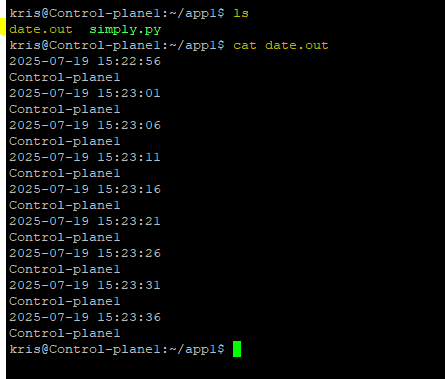 kris@Control-plane1:~/app1$ ls
date.out  simply.py
kris@Control-plane1:~/app1$ cat date.out
2025-07-19 15:22:56
Control-plane1
2025-07-19 15:23:01
Control-plane1
2025-07-19 15:23:06
Control-plane1
2025-07-19 15:23:11
Control-plane1
2025-07-19 15:23:16
Control-plane1
2025-07-19 15:23:21
Control-plane1
2025-07-19 15:23:26
Control-plane1
2025-07-19 15:23:31
Control-plane1
2025-07-19 15:23:36
Control-plane1
kris@Control-plane1:~/app1$